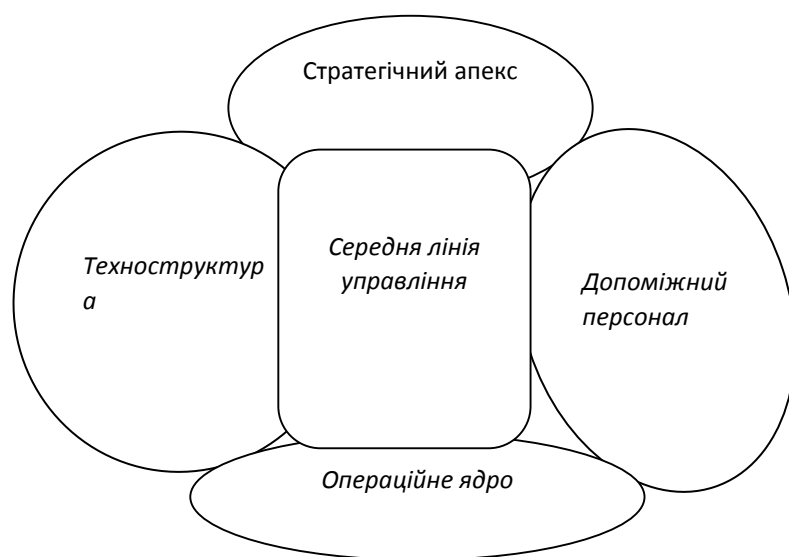 Стратегічний апекс
Середня лінія
управління
Техноструктур
а
Допоміжний
персонал
Операційне ядро